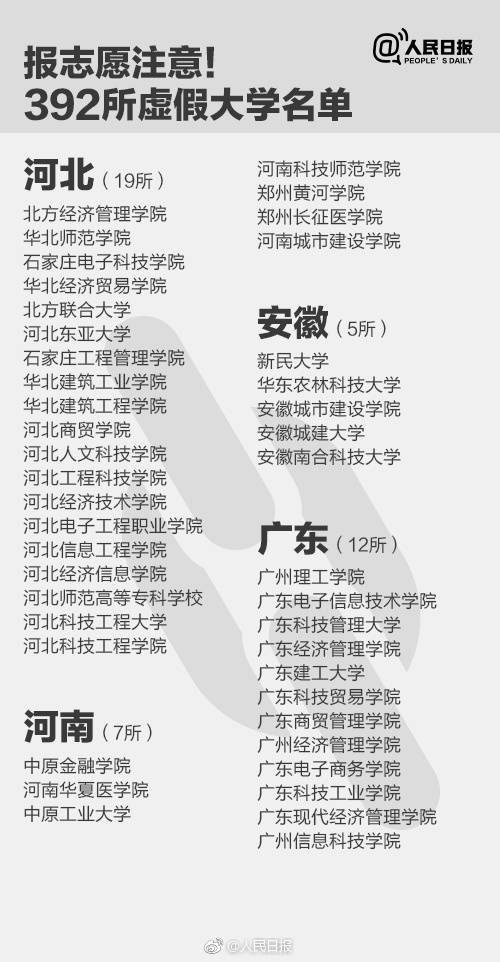 报志愿注意!
392所虚假大学名单
@人民日报
PEOPLE'S DAILY
河北（19所）
北方经济管理学院
华北师范学院
石家庄电子科技学院
华北经济贸易学院
北方联合大学
河北东亚大学
石家庄工程管理学院
华北建筑工业学院
华北建筑工程学院
河北商贸学院
河北人文科技学院
河北工程科技学院
河北经济技术学院
河北电子工程职业学院
河北信息工程学院
河北经济信息学院
河北师范高等专科学校
河北科技工程大学
河北科技工程学院
河南（7所）
中原金融学院
河南华夏医学院
中原工业大学
河南科技师范学院
郑州黄河学院
郑州长征医学院
河南城市建设学院
安徽（5所）
新民大学
华东农林科技大学
安徽城市建设学院
安徽城建大学
安徽南合科技大学
广东（12所）
广州理工学院
广东电子信息技术学院
广东科技管理大学
广东经济管理学院
广东建工大学
广东科技贸易学院
广东商贸管理学院
广州经济管理学院
广东电子商务学院
广东科技工业学院
广东现代经济管理学院
广州信息科技学院
@人民日报